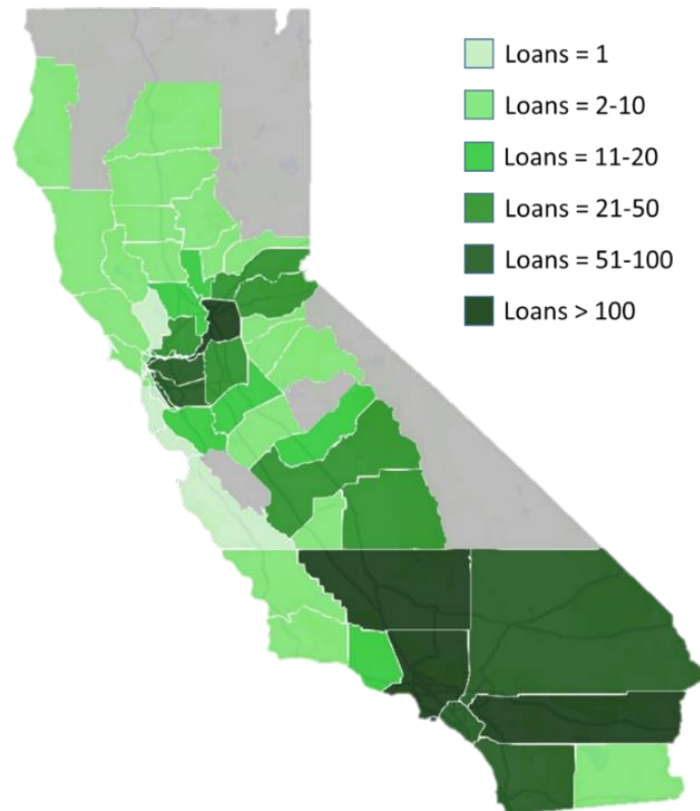 Loans = 1
Loans = 2-10
Loans = 11-20
Loans = 21-50
Loans = 51-100
Loans > 100